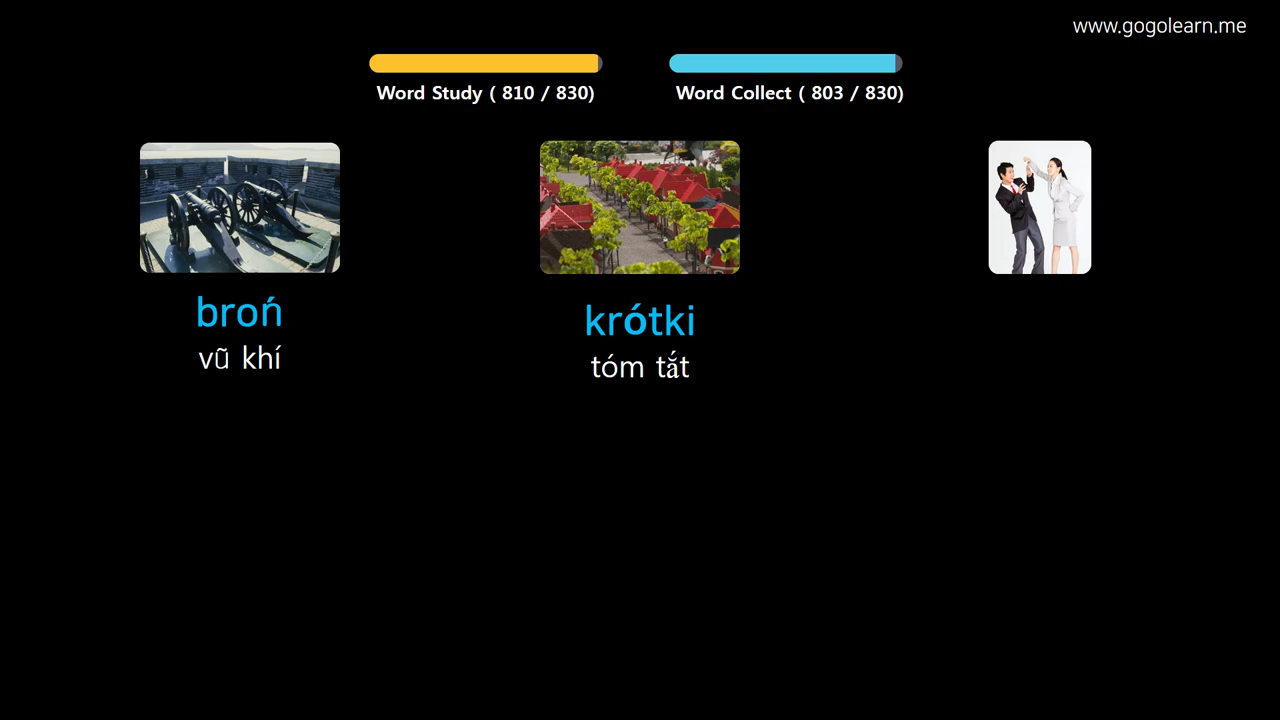 www.gogolearn.me
Word Study ( 810 / 830)
Word Collect ( 803 / 830)
broń
vũ khí
krótki
tóm tắt